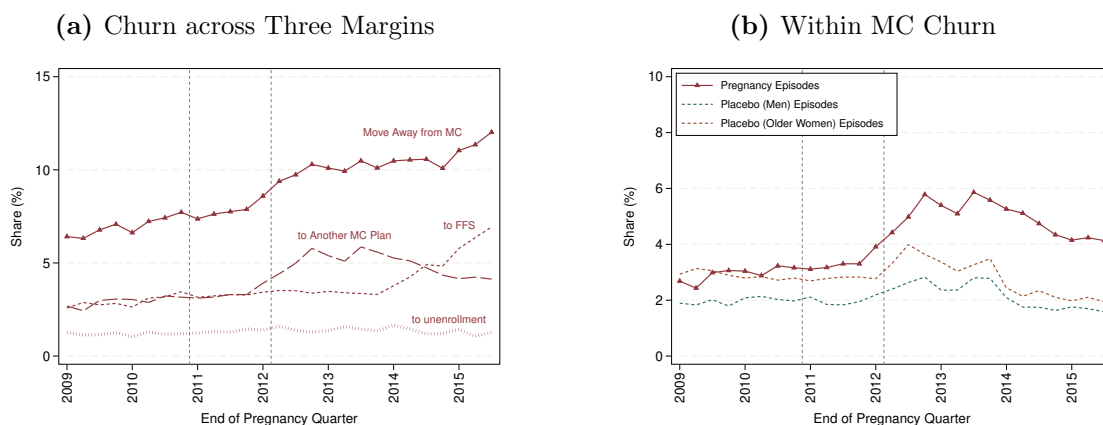 (a) Churn across Three Margins
15
10
5
0
Share (%)
Move Away from MC
to FFS
to Another MC Plan
to unenrollment
2009
2010
2011
2012
2013
2014
2015
End of Pregnancy Quarter
(b) Within MC Churn
10
8
6
4
2
0
Share (%)
Pregnancy Episodes
Placebo (Men) Episodes
Placebo (Older Women) Episodes
2009
2010
2011
2012
2013
2014
2015
End of Pregnancy Quarter